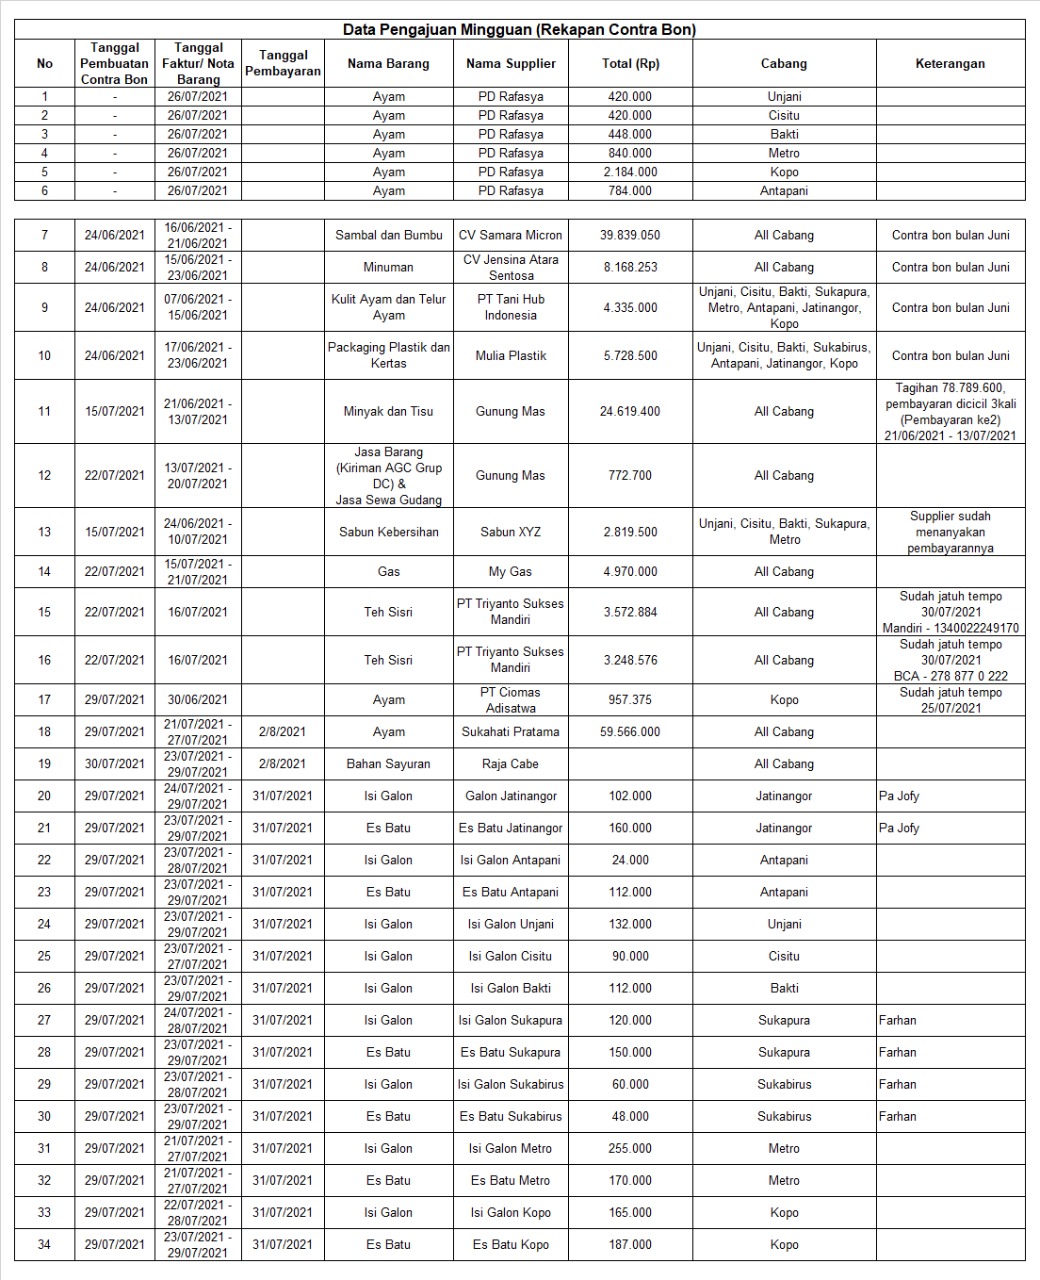 Data Pengajuan Mingguan (Rekapan Contra Bon)
No | Tanggal Pembuatan Contra Bon | Tanggal Faktur/ Nota Barang | Tanggal Pembayaran | Nama Barang | Nama Supplier | Total (Rp) | Cabang | Keterangan
1 | - | 26/07/2021 | | Ayam | PD Rafasya | 420.000 | Unjani |
2 | - | 26/07/2021 | | Ayam | PD Rafasya | 420.000 | Cisitu |
3 | - | 26/07/2021 | | Ayam | PD Rafasya | 448.000 | Bakti |
4 | - | 26/07/2021 | | Ayam | PD Rafasya | 840.000 | Metro |
5 | - | 26/07/2021 | | Ayam | PD Rafasya | 2.184.000 | Kopo |
6 | - | 26/07/2021 | | Ayam | PD Rafasya | 784.000 | Antapani |
7 | 24/06/2021 | 16/06/2021 - 21/06/2021 | | Sambal dan Bumbu | CV Samara Micron | 39.839.050 | All Cabang | Contra bon bulan Juni
8 | 24/06/2021 | 15/06/2021 - 23/06/2021 | | Minuman | CV Jensina Atara Sentosa | 8.168.253 | All Cabang | Contra bon bulan Juni
9 | 24/06/2021 | 07/06/2021 - 15/06/2021 | | Kulit Ayam dan Telur Ayam | PT Tani Hub Indonesia | 4.335.000 | Unjani, Cisitu, Bakti, Sukapura, Metro, Antapani, Jatinangor, Kopo | Contra bon bulan Juni
10 | 24/06/2021 | 17/06/2021 - 23/06/2021 | | Packaging Plastik dan Kertas | Mulia Plastik | 5.728.500 | Unjani, Cisitu, Bakti, Sukabirus, Antapani, Jatinangor, Kopo | Contra bon bulan Juni
11 | 15/07/2021 | 21/06/2021 - 13/07/2021 | | Minyak dan Tisu | Gunung Mas | 24.619.400 | All Cabang | Tagihan 78.789.600, pembayaran dicicil 3kali (Pembayaran ke2) 21/06/2021 - 13/07/2021
12 | 22/07/2021 | 13/07/2021 - 20/07/2021 | | Jasa Barang (Kiriman AGC Grup DC) & Jasa Sewa Gudang | Gunung Mas | 772.700 | All Cabang |
13 | 15/07/2021 | 24/06/2021 - 10/07/2021 | | Sabun Kebersihan | Sabun XYZ | 2.819.500 | Unjani, Cisitu, Bakti, Sukapura, Metro | Supplier sudah menanyakan pembayarannya
14 | 22/07/2021 | 15/07/2021 - 21/07/2021 | | Gas | My Gas | 4.970.000 | All Cabang |
15 | 22/07/2021 | 16/07/2021 | | Teh Sisri | PT Triyanto Sukses Mandiri | 3.572.884 | All Cabang | Sudah jatuh tempo 30/07/2021 Mandiri - 1340022249170
16 | 22/07/2021 | 16/07/2021 | | Teh Sisri | PT Triyanto Sukses Mandiri | 3.248.576 | All Cabang | Sudah jatuh tempo 30/07/2021 BCA - 278 877 0 222
17 | 29/07/2021 | 30/06/2021 | | Ayam | PT Ciomas Adisatwa | 957.375 | Kopo | Sudah jatuh tempo 25/07/2021
18 | 29/07/2021 | 21/07/2021 - 27/07/2021 | 2/8/2021 | Ayam | Sukahati Pratama | 59.566.000 | All Cabang |
19 | 30/07/2021 | 23/07/2021 - 29/07/2021 | 2/8/2021 | Bahan Sayuran | Raja Cabe | | All Cabang |
20 | 29/07/2021 | 24/07/2021 - 29/07/2021 | 31/07/2021 | Isi Galon | Galon Jatinangor | 102.000 | Jatinangor | Pa Jofy
21 | 29/07/2021 | 23/07/2021 - 29/07/2021 | 31/07/2021 | Es Batu | Es Batu Jatinangor | 160.000 | Jatinangor | Pa Jofy
22 | 29/07/2021 | 23/07/2021 - 28/07/2021 | 31/07/2021 | Isi Galon | Isi Galon Antapani | 24.000 | Antapani |
23 | 29/07/2021 | 23/07/2021 - 29/07/2021 | 31/07/2021 | Es Batu | Es Batu Antapani | 112.000 | Antapani |
24 | 29/07/2021 | 23/07/2021 - 29/07/2021 | 31/07/2021 | Isi Galon | Isi Galon Unjani | 132.000 | Unjani |
25 | 29/07/2021 | 23/07/2021 - 27/07/2021 | 31/07/2021 | Isi Galon | Isi Galon Cisitu | 90.000 | Cisitu |
26 | 29/07/2021 | 23/07/2021 - 29/07/2021 | 31/07/2021 | Isi Galon | Isi Galon Bakti | 112.000 | Bakti |
27 | 29/07/2021 | 24/07/2021 - 28/07/2021 | 31/07/2021 | Isi Galon | Isi Galon Sukapura | 120.000 | Sukapura | Farhan
28 | 29/07/2021 | 23/07/2021 - 29/07/2021 | 31/07/2021 | Es Batu | Es Batu Sukapura | 150.000 | Sukapura | Farhan
29 | 29/07/2021 | 23/07/2021 - 28/07/2021 | 31/07/2021 | Isi Galon | Isi Galon Sukabirus | 60.000 | Sukabirus | Farhan
30 | 29/07/2021 | 23/07/2021 - 29/07/2021 | 31/07/2021 | Es Batu | Es Batu Sukabirus | 48.000 | Sukabirus | Farhan
31 | 29/07/2021 | 21/07/2021 - 27/07/2021 | 31/07/2021 | Isi Galon | Isi Galon Metro | 255.000 | Metro |
32 | 29/07/2021 | 21/07/2021 - 27/07/2021 | 31/07/2021 | Es Batu | Es Batu Metro | 170.000 | Metro |
33 | 29/07/2021 | 22/07/2021 - 28/07/2021 | 31/07/2021 | Isi Galon | Isi Galon Kopo | 165.000 | Kopo |
34 | 29/07/2021 | 23/07/2021 - 29/07/2021 | 31/07/2021 | Es Batu | Es Batu Kopo | 187.000 | Kopo |